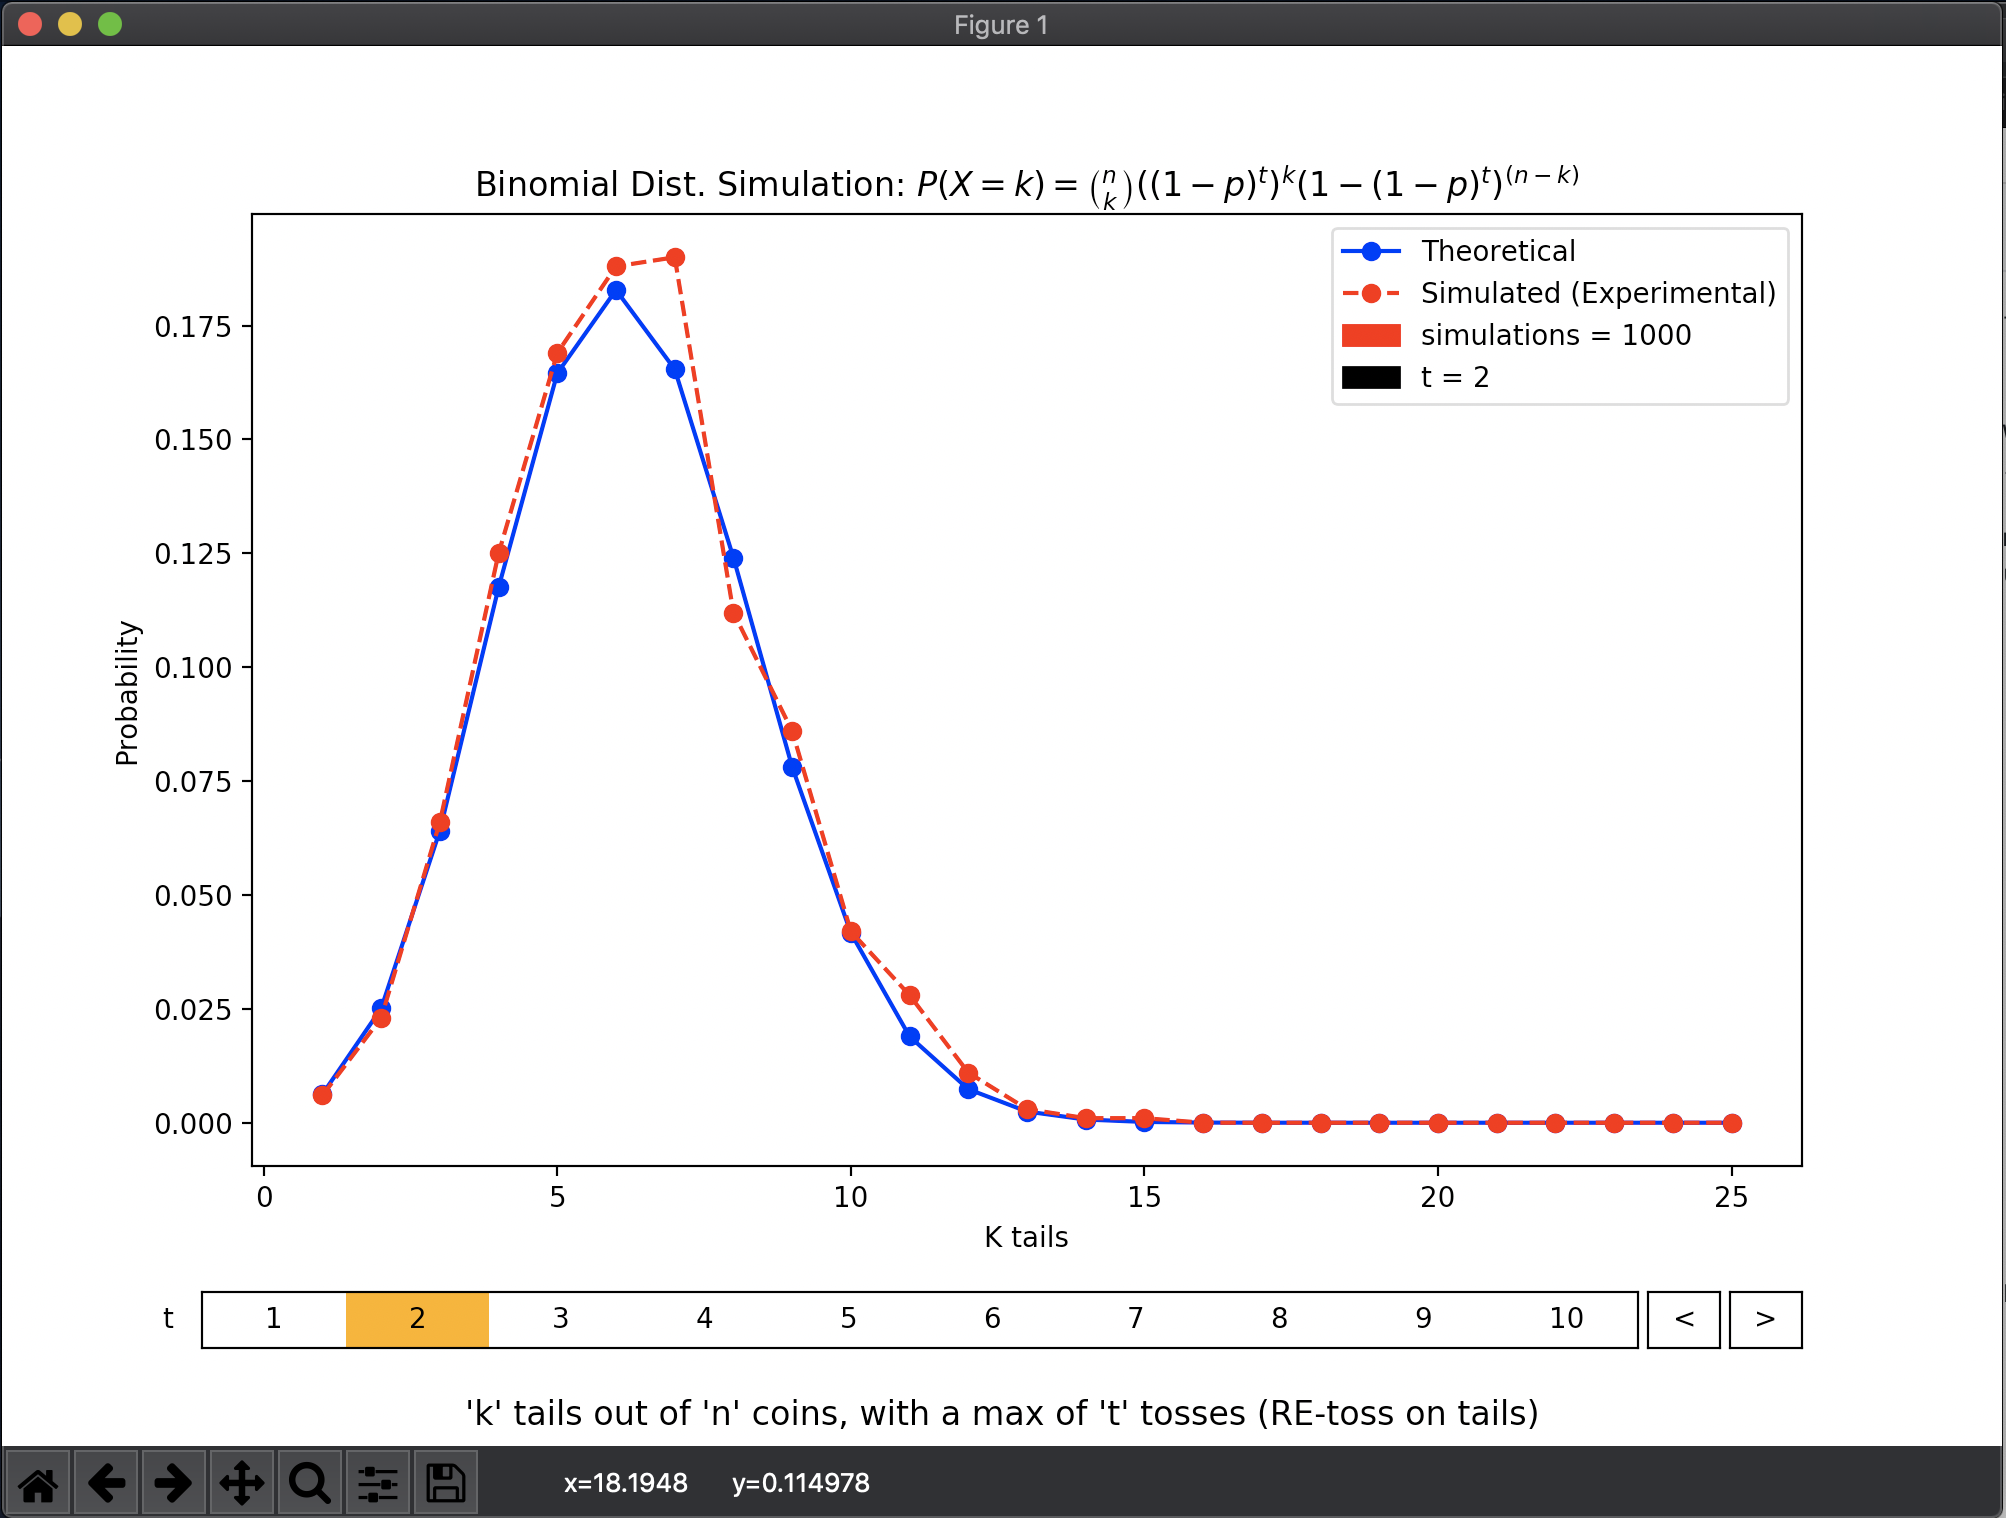 Figure 1
Binomial Dist. Simulation: P(X = k) = (n k)((1 − p)^t)^k(1 − (1 − p)^t)^(n − k)
Theoretical
Simulated (Experimental)
simulations = 1000
t = 2
0.175
0.150
0.125
0.100
0.075
0.050
0.025
0.000
Probability
0 5 10 15 20 25
K tails
t 1 2 3 4 5 6 7 8 9 10 < >
'k' tails out of 'n' coins, with a max of 't' tosses (RE-toss on tails)
x=18.1948 y=0.114978